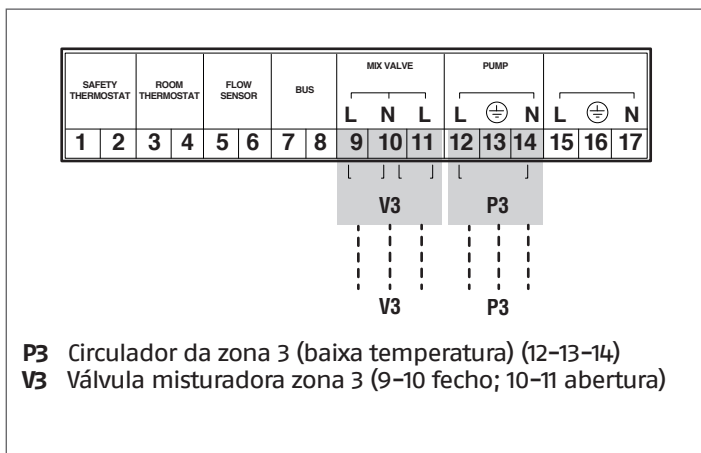 MIX VALVE PUMP
SAFETY THERMOSTAT ROOM THERMOSTAT FLOW SENSOR BUS
L N L L N L N
1 2 3 4 5 6 7 8 9 10 11 12 13 14 15 16 17
V3 P3
V3 P3
P3 Circulador da zona 3 (baixa temperatura) (12-13-14)
V3 Válvula misturadora zona 3 (9-10 fecho; 10-11 abertura)